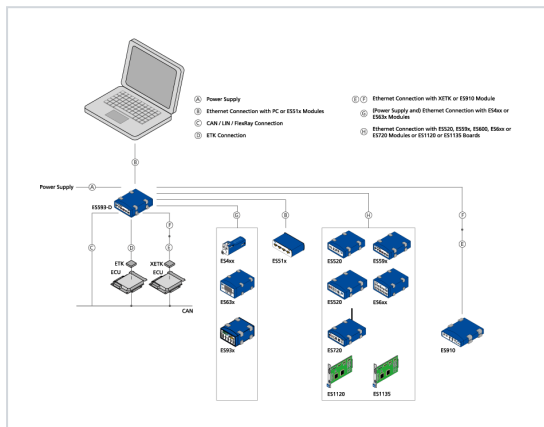 A Power Supply
B Ethernet Connection with PC or ES51x Modules
C CAN / LIN / FlexRay Connection
D ETK Connection
E F Ethernet Connection with XETK or ES910 Module
G (Power Supply and) Ethernet Connection with ES4xx or
ES63x Modules
H Ethernet Connection with ES520, ES59x, ES600, ES6xx or
ES720 Modules or ES1120 or
ES1135 Boards
B
Power Supply A
ES593-D
C D F E
G B H F E
ETK XETK
ECU ECU
CAN
ES4xx ES51x ES520 ES59x
ES63x ES520 ES6xx
ES93x ES720 ES910
ES1120 ES1135